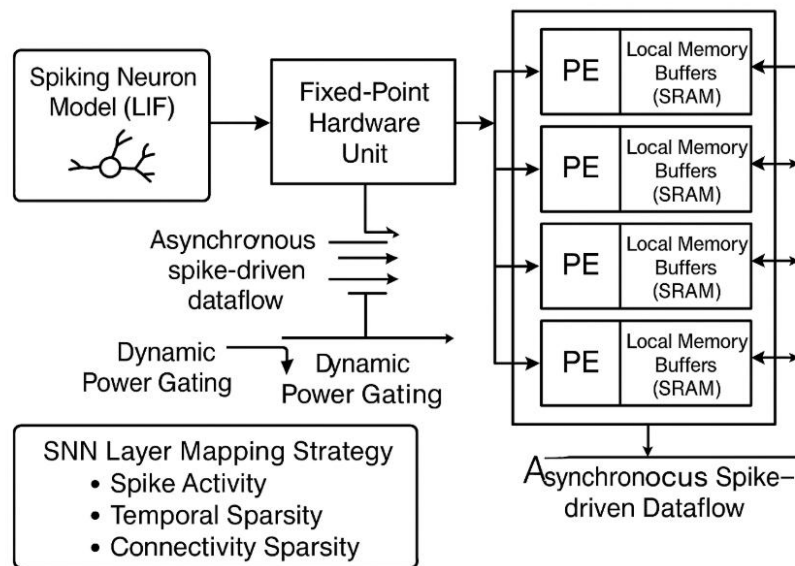 Spiking Neuron
Model (LIF)
Fixed-Point
Hardware
Unit
PE
Local Memory
Buffers
(SRAM)
PE
Local Memory
Buffers
(SRAM)
PE
Local Memory
Buffers
(SRAM)
PE
Local Memory
Buffers
(SRAM)
Asynchronous
spike-driven
dataflow
Dynamic
Power Gating
Dynamic
Power Gating
SNN Layer Mapping Strategy
• Spike Activity
• Temporal Sparsity
• Connectivity Sparsity
Asynchronocus Spike–
driven Dataflow